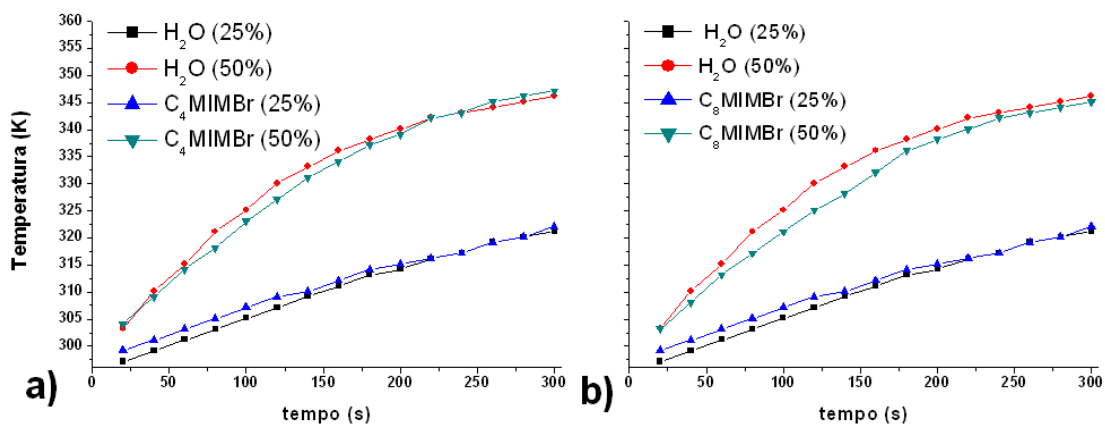 Temperatura (K)
360
355
350
345
340
335
330
325
320
315
310
305
300
H₂O (25%)
H₂O (50%)
C₄MIMBr (25%)
C₄MIMBr (50%)
0 50 100 150 200 250 300
a)
tempo (s)
H₂O (25%)
H₂O (50%)
C₈MIMBr (25%)
C₈MIMBr (50%)
0 50 100 150 200 250 300
b)
tempo (s)